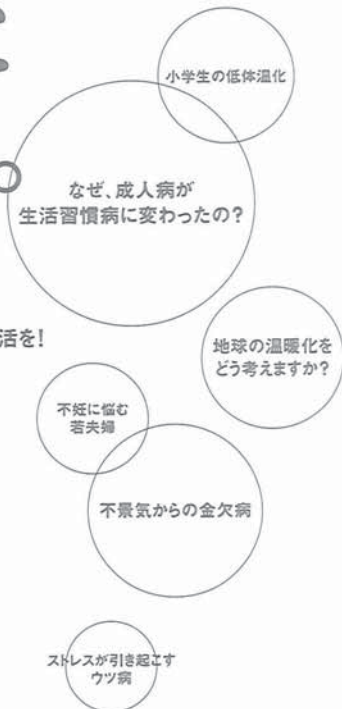 小学生の低体温化
なぜ、成人病が
生活習慣病に変わったの?
活を!
地球の温暖化を
どう考えますか?
不妊に悩む
若夫婦
不景気からの金欠病
ストレスが引き起こす
ウツ病